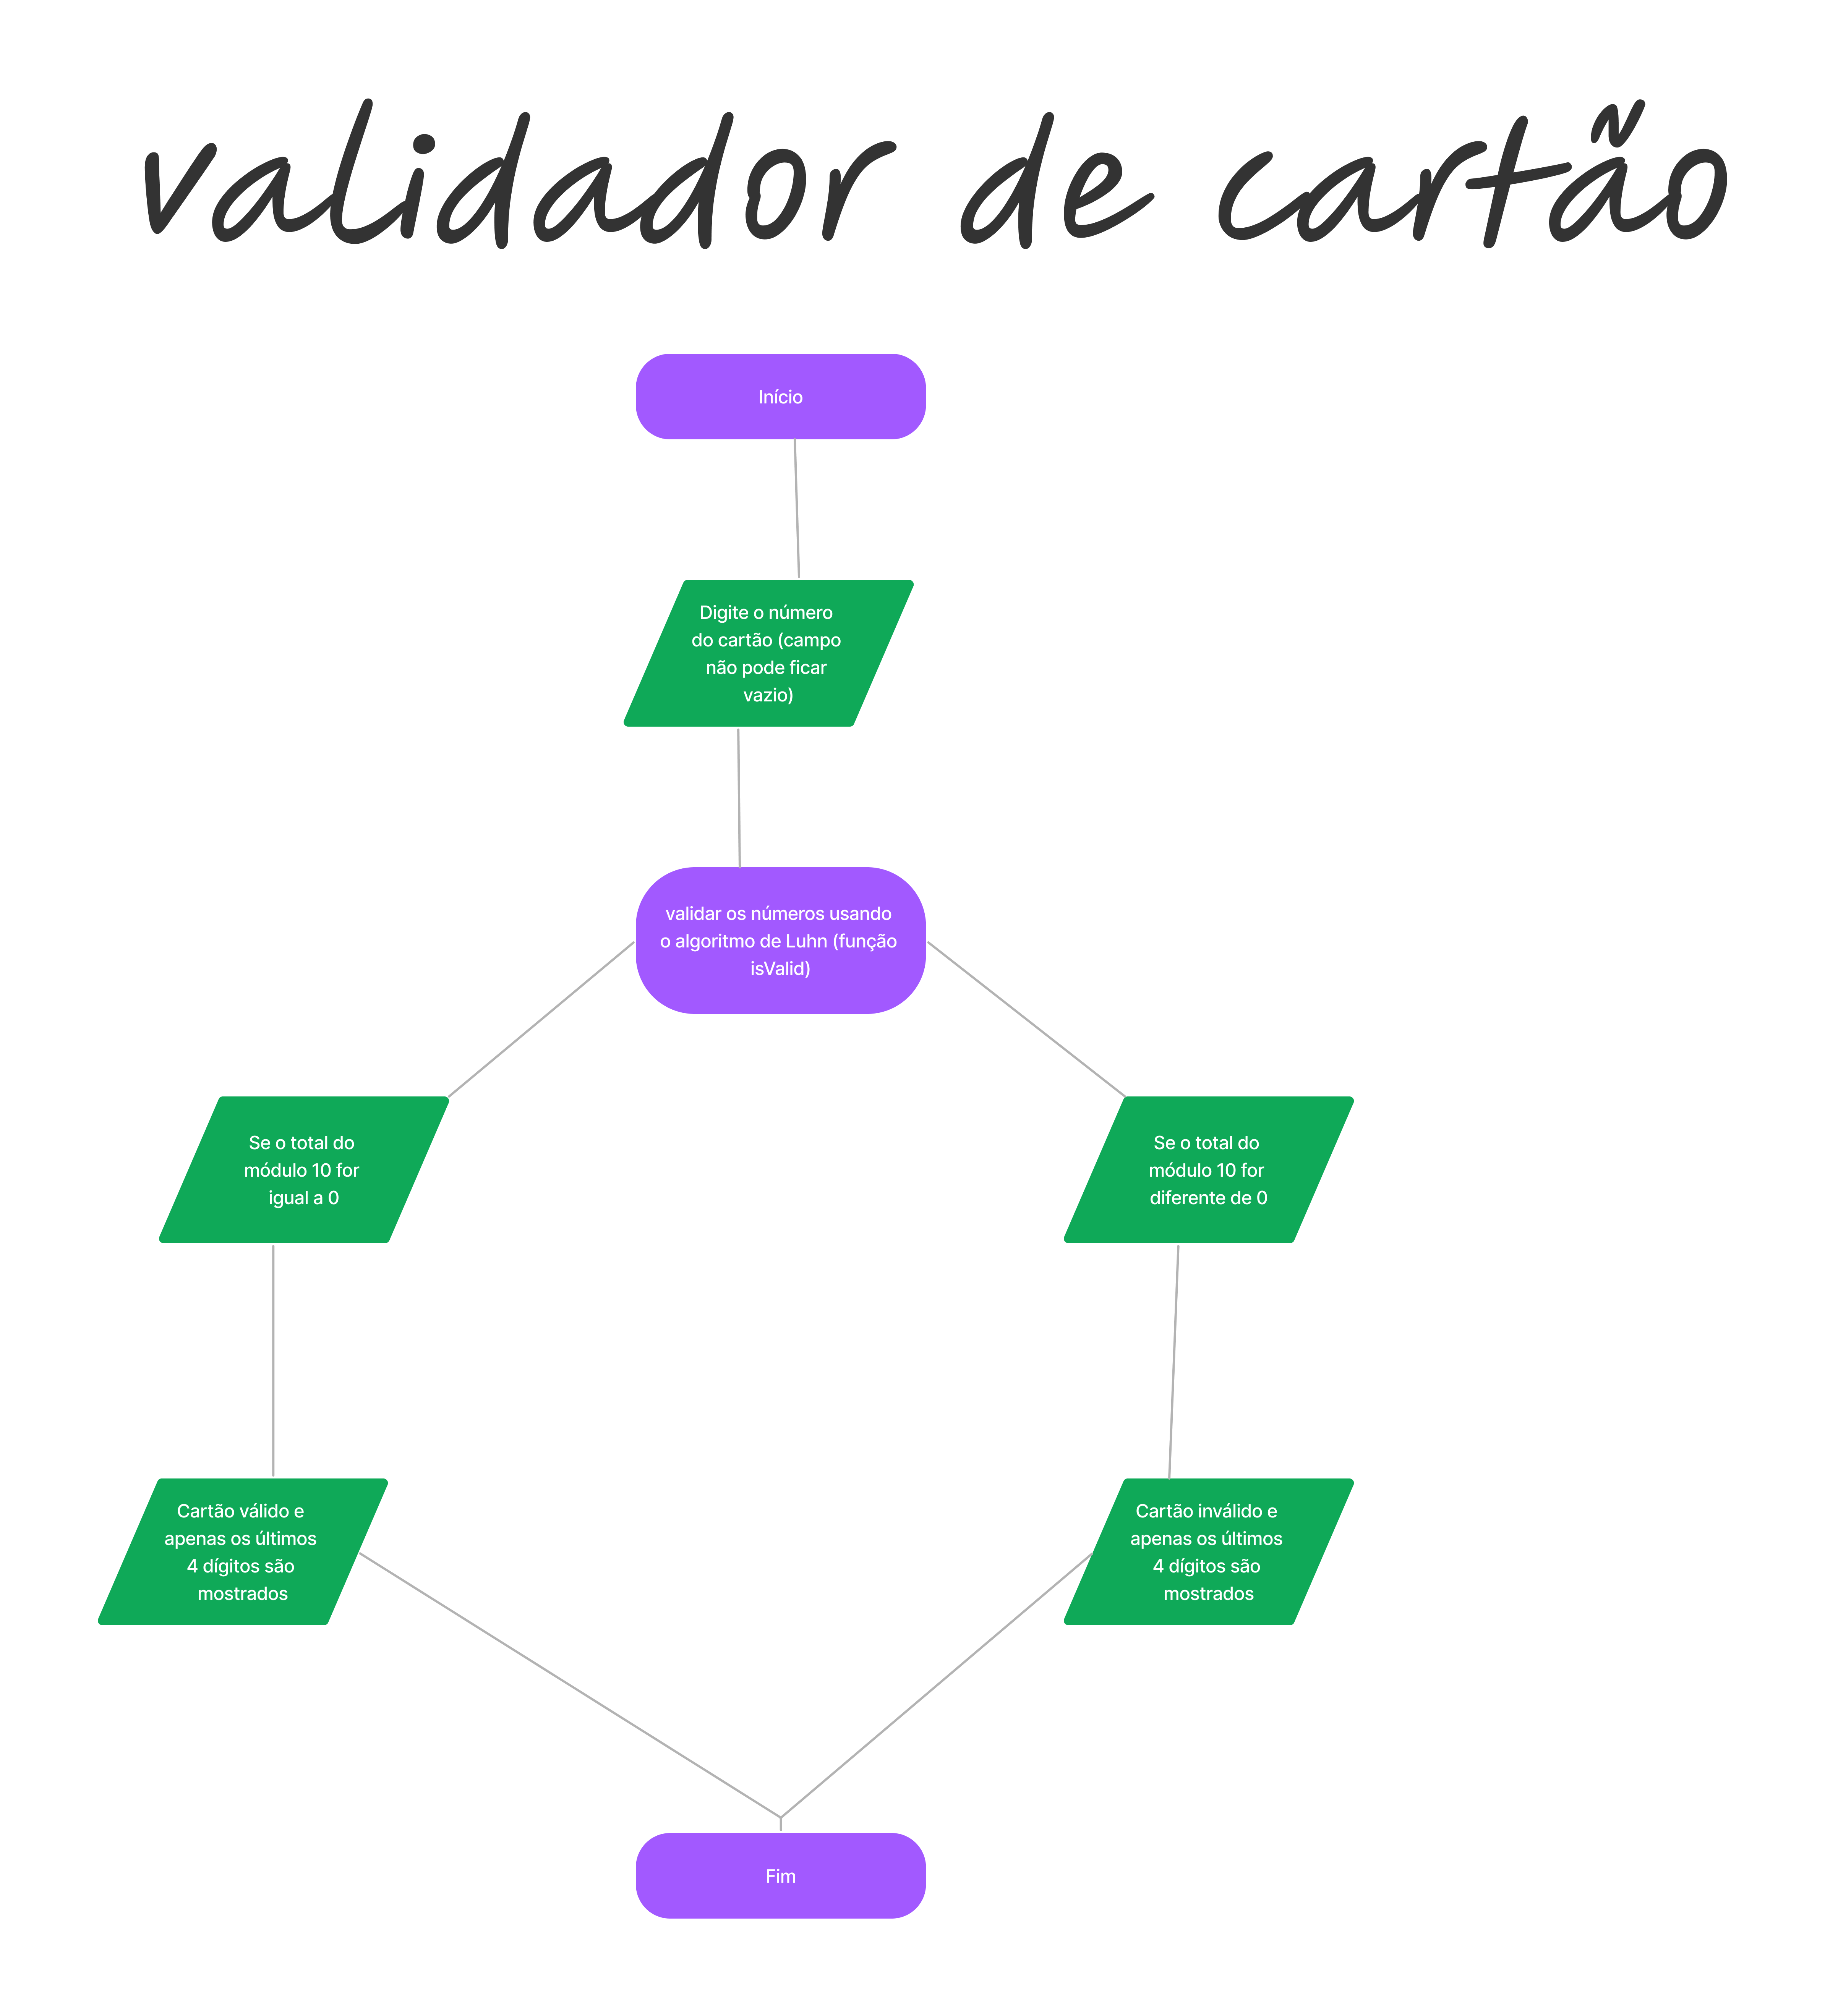 validador de cartão
Início
Digite o número
do cartão (campo
não pode ficar
vazio)
validar os números usando
o algoritmo de Luhn (função
isValid)
Se o total do
módulo 10 for
igual a 0
Se o total do
módulo 10 for
diferente de 0
Cartão válido e
apenas os últimos
4 dígitos são
mostrados
Cartão inválido e
apenas os últimos
4 dígitos são
mostrados
Fim